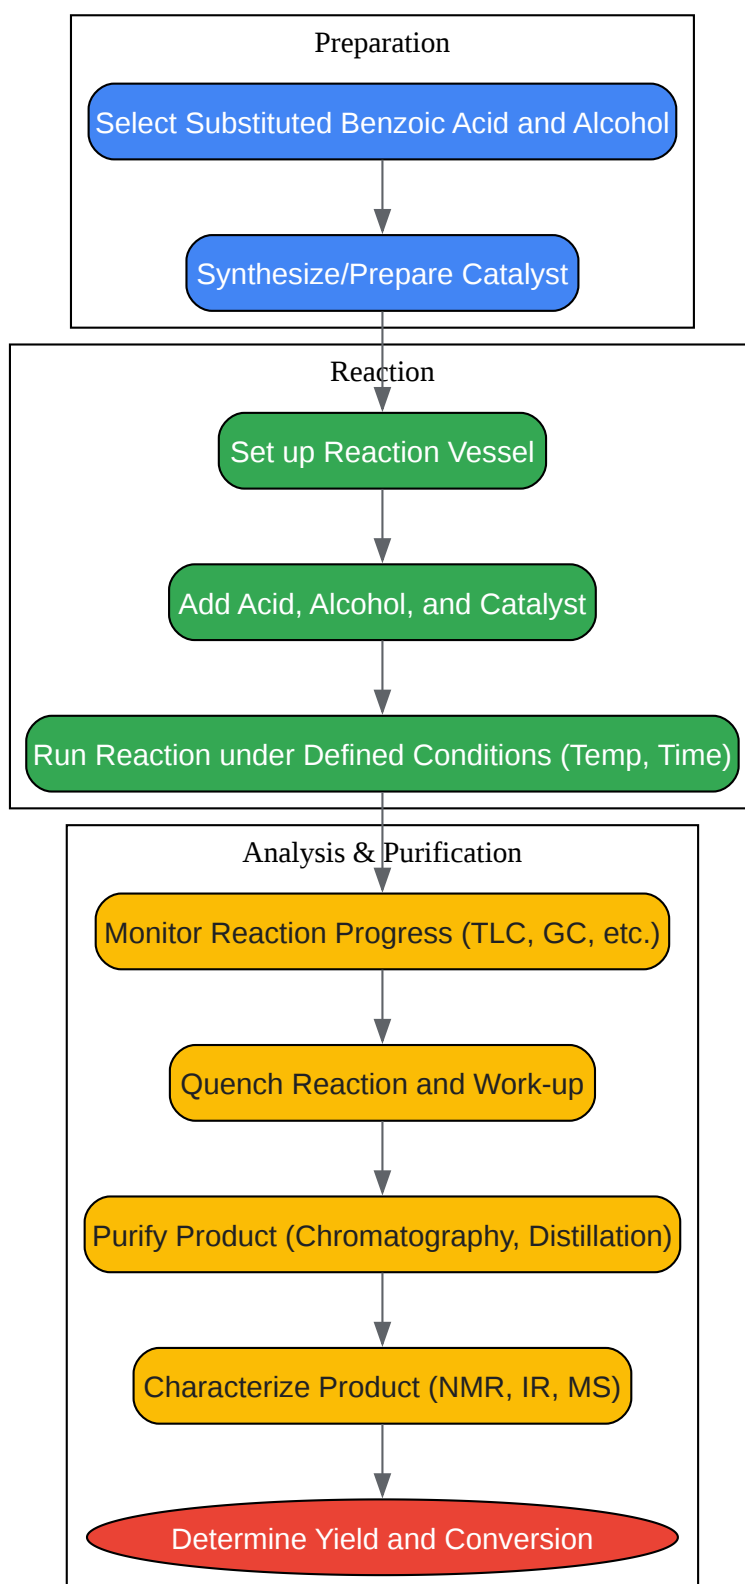 Preparation
Select Substituted Benzoic Acid and Alcohol
Synthesize/Prepare Catalyst
Reaction
Set up Reaction Vessel
Add Acid, Alcohol, and Catalyst
Run Reaction under Defined Conditions (Temp, Time)
Analysis & Purification
Monitor Reaction Progress (TLC, GC, etc.)
Quench Reaction and Work-up
Purify Product (Chromatography, Distillation)
Characterize Product (NMR, IR, MS)
Determine Yield and Conversion